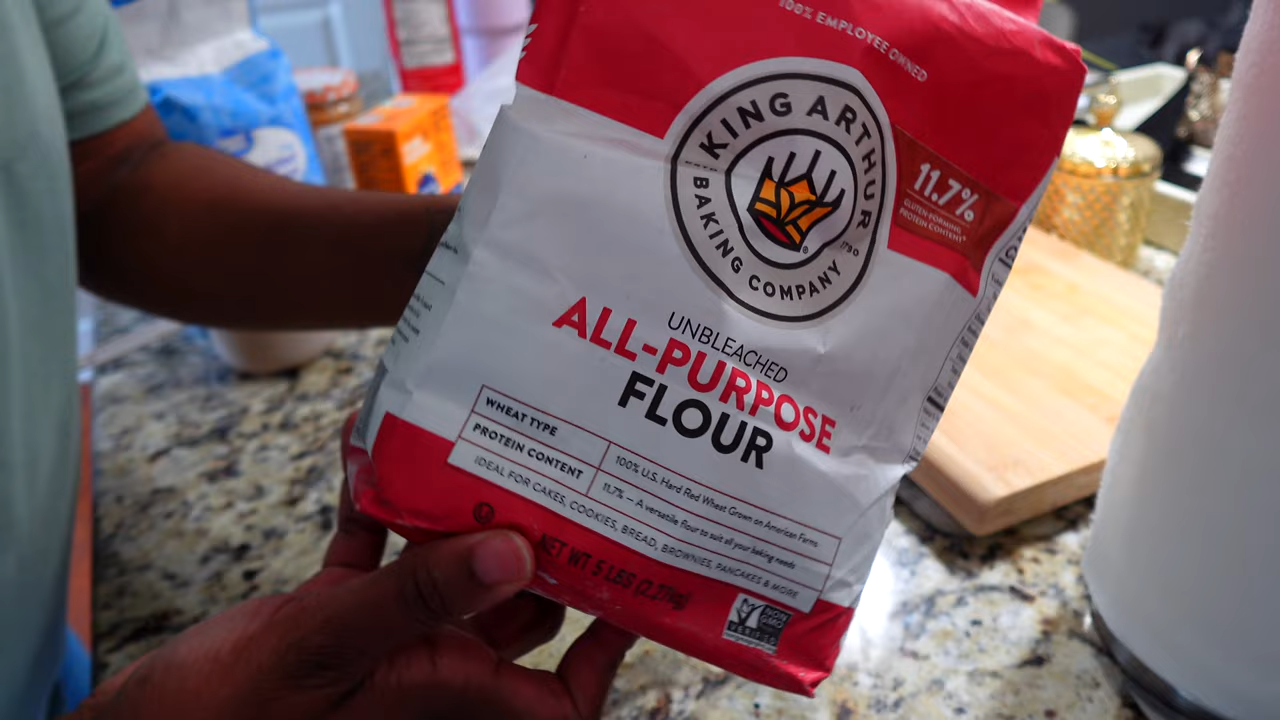 100% EMPLOYEE OWNED
KING ARTHUR
BAKING COMPANY
1790
®
11.7%
GLUTEN-FORMING
PROTEIN CONTENT*
UNBLEACHED
ALL-PURPOSE
FLOUR
WHEAT TYPE
100% U.S. Hard Red Wheat Grown on American Farms
PROTEIN CONTENT
11.7% — A versatile flour to suit all your baking needs
IDEAL FOR CAKES, COOKIES, BREAD, BROWNIES, PANCAKES & MORE
NET WT 5 LBS (2.27kg)
NON
GMO
VERIFIED